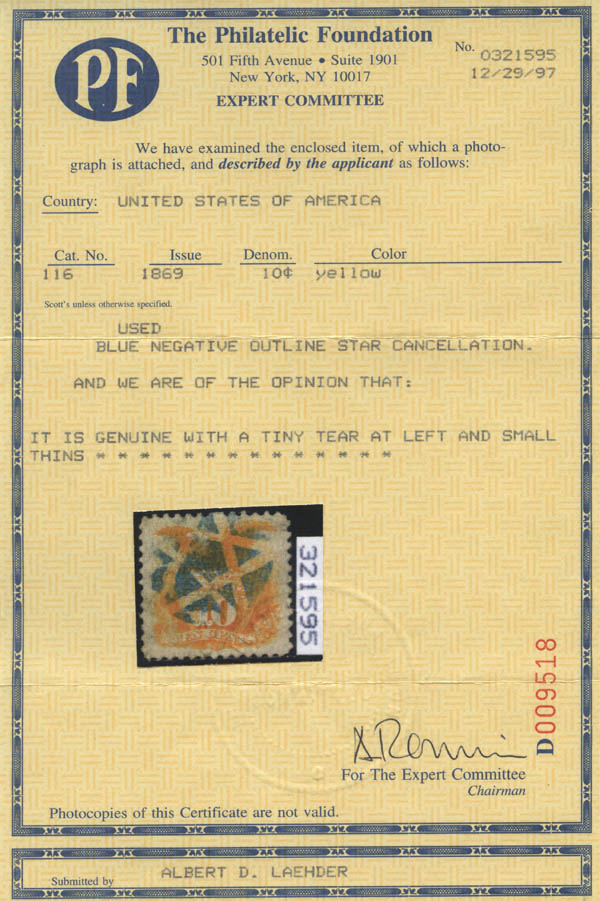 PF
The Philatelic Foundation
501 Fifth Avenue • Suite 1901
New York, NY 10017
EXPERT COMMITTEE
No. 0321595
12/29/97
We have examined the enclosed item, of which a photo-
graph is attached, and described by the applicant as follows:
Country: UNITED STATES OF AMERICA
Cat. No. Issue Denom. Color
116 1869 10¢ yellow
Scott's unless otherwise specified.
USED
BLUE NEGATIVE OUTLINE STAR CANCELLATION.
AND WE ARE OF THE OPINION THAT:
IT IS GENUINE WITH A TINY TEAR AT LEFT AND SMALL
THINS * * * * * * * * * * * * * *
10
321595
D009518
For The Expert Committee
Chairman
Photocopies of this Certificate are not valid.
Submitted by ALBERT D. LAEHDER